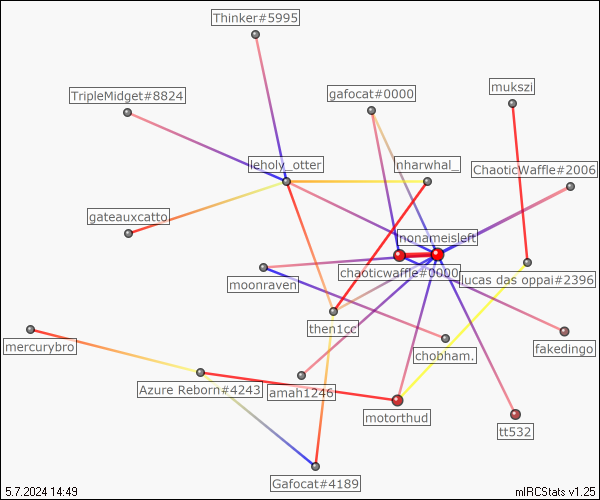 Thinker#5995
mukszi
TripleMidget#8824
gafocat#0000
leholy_otter
nharwhal_
ChaoticWaffle#2006
gateauxcatto
nonameisleft
chaoticwaffle#0000
lucas das oppai#2396
moonraven
then1cc
mercurybro
chobham.
fakedingo
Azure Reborn#4243
amah1246
motorthud
tt532
Gafocat#4189
5.7.2024 14:49
mIRCStats v1.25